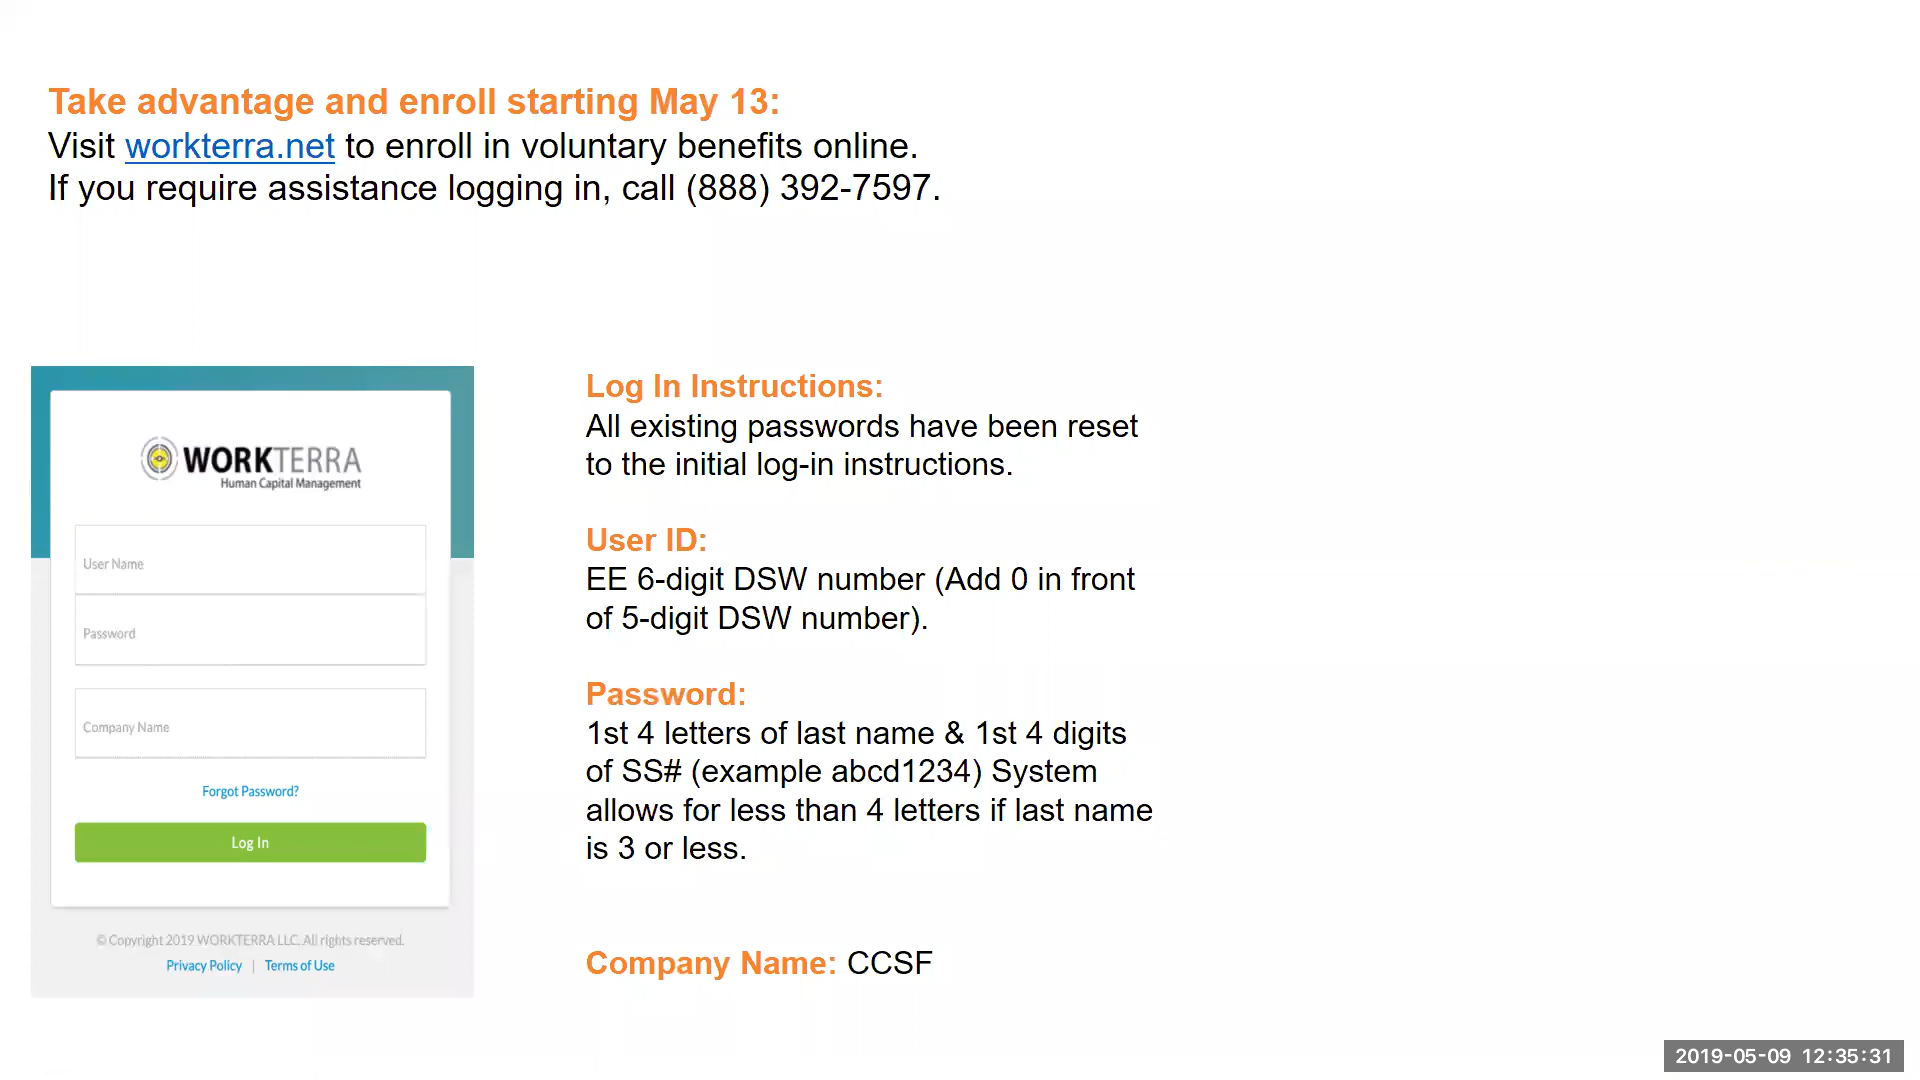 Take advantage and enroll starting May 13:
Visit workterra.net to enroll in voluntary benefits online.
If you require assistance logging in, call (888) 392-7597.
WORKTERRA
Human Capital Management
User Name
Password
Company Name
Forgot Password?
Log In
© Copyright 2019 WORKTERRA LLC. All rights reserved.
Privacy Policy | Terms of Use
Log In Instructions:
All existing passwords have been reset
to the initial log-in instructions.
User ID:
EE 6-digit DSW number (Add 0 in front
of 5-digit DSW number).
Password:
1st 4 letters of last name & 1st 4 digits
of SS# (example abcd1234) System
allows for less than 4 letters if last name
is 3 or less.
Company Name: CCSF
2019-05-09 12:35:31